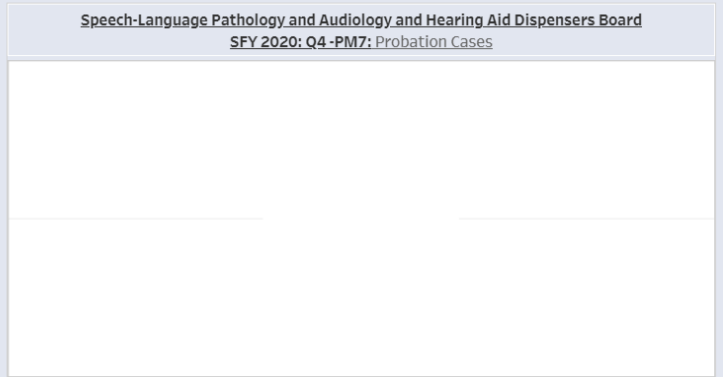 Speech-Language Pathology and Audiology and Hearing Aid Dispensers Board
SFY 2020: Q4 -PM7: Probation Cases